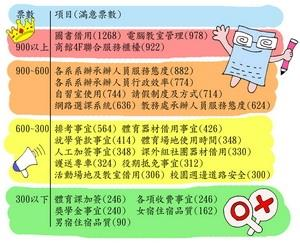 票數 項目(滿意票數)
圖書借用(1268) 電腦教室管理(978)
900以上 商館4F聯合服務櫃檯(922)
900-600 各系系辦承辦人員服務態度(882)
各系系辦承辦人員行政效率(774)
自習室使用(744) 請假制度及方式(714)
網路選課系統(636) 教務處承辦人員服務態度(624)
600-300 排考事宜(564) 體育器材借用事宜(426)
就學貸款事宜(414) 體育場地使用時間(348)
人工加簽事宜(348) 課外組社團器材借用(330)
護送專車(324) 後期抵免事宜(312)
活動場地及教室借用(306) 校園週邊道路安全(300)
300以下 體育課加簽(246) 各項收費事宜(246)
獎學金事宜(240) 女宿住宿品質(162)
男宿住宿品質(90)